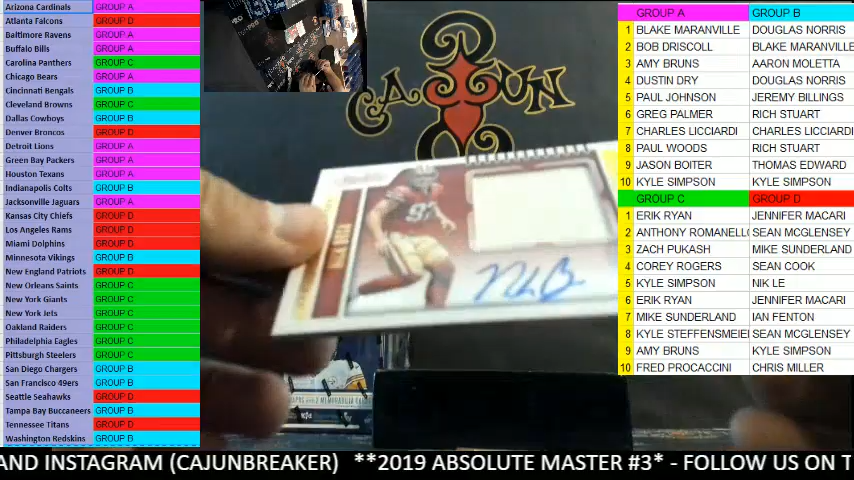 Arizona Cardinals GROUP A
Atlanta Falcons GROUP D
Baltimore Ravens GROUP A
Buffalo Bills GROUP A
Carolina Panthers GROUP C
Chicago Bears GROUP A
Cincinnati Bengals GROUP B
Cleveland Browns GROUP C
Dallas Cowboys GROUP B
Denver Broncos GROUP D
Detroit Lions GROUP A
Green Bay Packers GROUP A
Houston Texans GROUP A
Indianapolis Colts GROUP B
Jacksonville Jaguars GROUP A
Kansas City Chiefs GROUP D
Los Angeles Rams GROUP D
Miami Dolphins GROUP D
Minnesota Vikings GROUP B
New England Patriots GROUP D
New Orleans Saints GROUP C
New York Giants GROUP C
New York Jets GROUP C
Oakland Raiders GROUP C
Philadelphia Eagles GROUP C
Pittsburgh Steelers GROUP C
San Diego Chargers GROUP B
San Francisco 49ers GROUP B
Seattle Seahawks GROUP D
Tampa Bay Buccaneers GROUP B
Tennessee Titans GROUP D
Washington Redskins GROUP B
CAJUN
97
GROUP A GROUP B
1 BLAKE MARANVILLE DOUGLAS NORRIS
2 BOB DRISCOLL BLAKE MARANVILLE
3 AMY BRUNS AARON MOLETTA
4 DUSTIN DRY DOUGLAS NORRIS
5 PAUL JOHNSON JEREMY BILLINGS
6 GREG PALMER RICH STUART
7 CHARLES LICCIARDI CHARLES LICCIARDI
8 PAUL WOODS RICH STUART
9 JASON BOITER THOMAS EDWARD
10 KYLE SIMPSON KYLE SIMPSON
GROUP C GROUP D
1 ERIK RYAN JENNIFER MACARI
2 ANTHONY ROMANELL SEAN MCGLENSEY
3 ZACH PUKASH MIKE SUNDERLAND
4 COREY ROGERS SEAN COOK
5 KYLE SIMPSON NIK LE
6 ERIK RYAN JENNIFER MACARI
7 MIKE SUNDERLAND IAN FENTON
8 KYLE STEFFENSMEIE SEAN MCGLENSEY
9 AMY BRUNS KYLE SIMPSON
10 FRED PROCACCINI CHRIS MILLER
AND INSTAGRAM (CAJUNBREAKER) **2019 ABSOLUTE MASTER #3* - FOLLOW US ON T